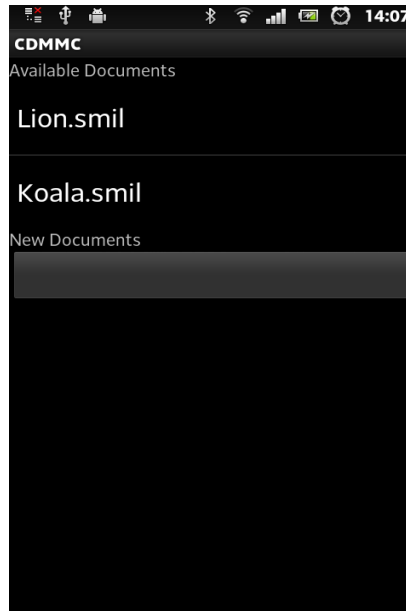 14:07
CDMMC
Available Documents
Lion.smil
Koala.smil
New Documents